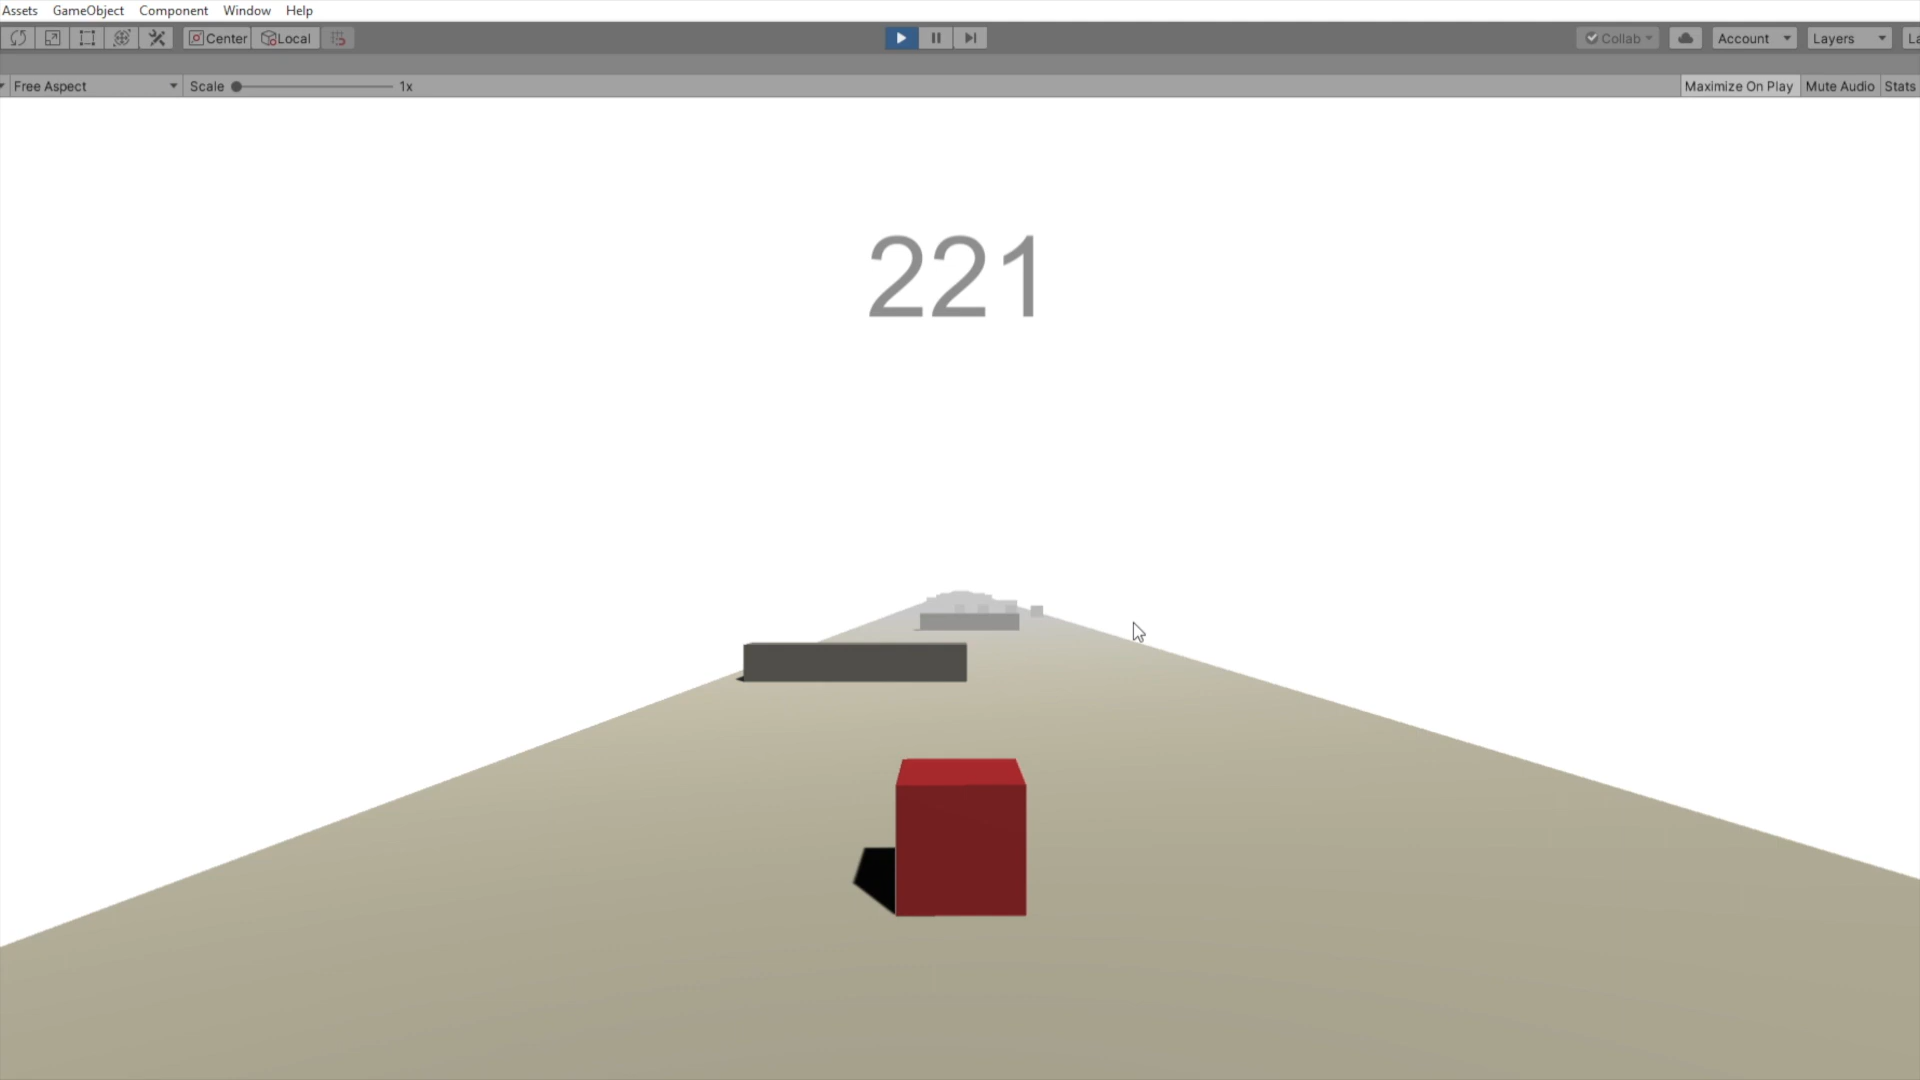 Assets GameObject Component Window Help
Center Local Collab Account Layers La
Free Aspect Scale 1x Maximize On Play Mute Audio Stats
221